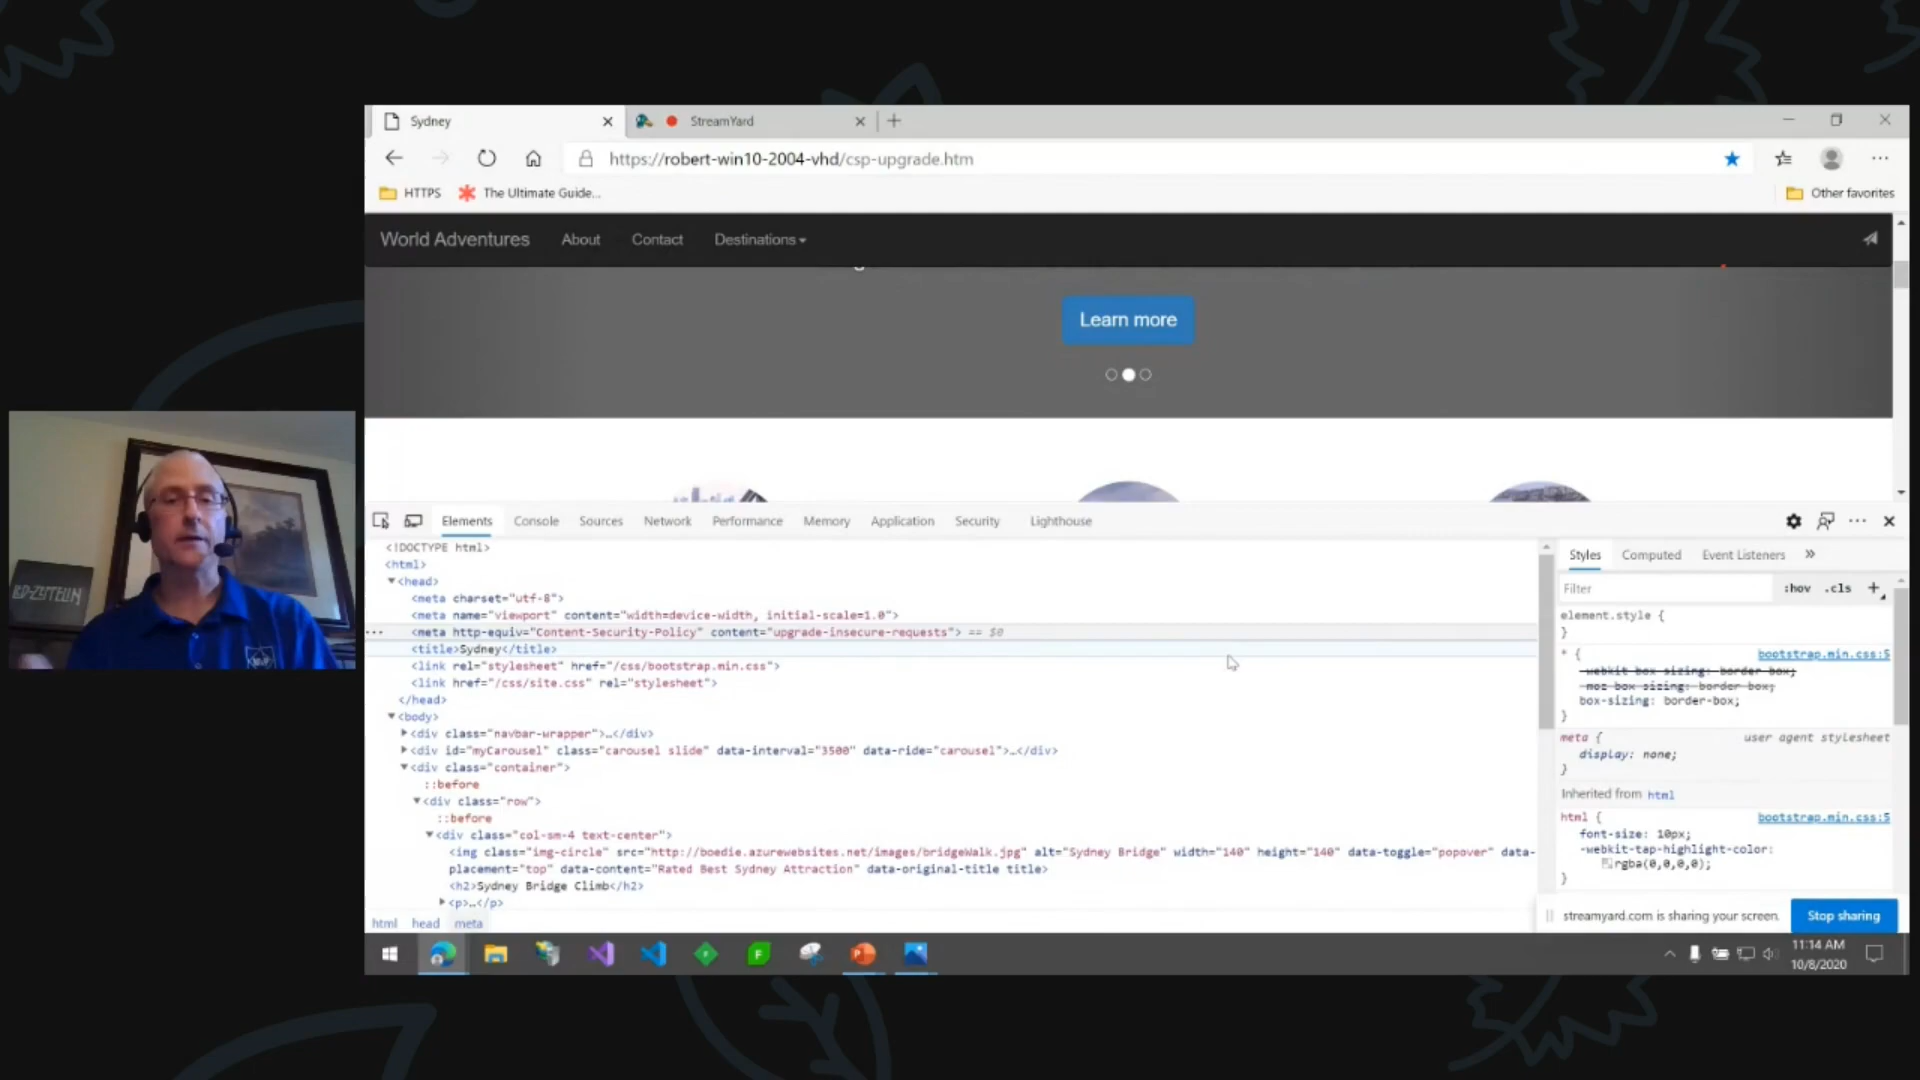 Sydney
StreamYard
https://robert-win10-2004-vhd/csp-upgrade.htm
HTTPS
The Ultimate Guide...
Other favorites
World Adventures
About
Contact
Destinations
Learn more
Elements
Console
Sources
Network
Performance
Memory
Application
Security
Lighthouse
<!DOCTYPE html>
<html>
<head>
<meta charset="utf-8">
<meta name="viewport" content="width=device-width, initial-scale=1.0">
<meta http-equiv="Content-Security-Policy" content="upgrade-insecure-requests"> == $0
<title>Sydney</title>
<link rel="stylesheet" href="/css/bootstrap.min.css">
<link href="/css/site.css" rel="stylesheet">
</head>
<body>
<div class="navbar-wrapper">…</div>
<div id="myCarousel" class="carousel slide" data-interval="3500" data-ride="carousel">…</div>
<div class="container">
::before
<div class="row">
::before
<div class="col-sm-4 text-center">
<img class="img-circle" src="http://boedie.azurewebsites.net/images/bridgeWalk.jpg" alt="Sydney Bridge" width="140" height="140" data-toggle="popover" data-
placement="top" data-content="Rated Best Sydney Attraction" data-original-title title>
<h2>Sydney Bridge Climb</h2>
<p>…</p>
html head meta
Styles
Computed
Event Listeners
Filter
:hov .cls
element.style {
}
* {
bootstrap.min.css:5
-webkit-box-sizing: border-box;
-moz-box-sizing: border-box;
box-sizing: border-box;
}
meta {
user agent stylesheet
display: none;
}
Inherited from html
html {
bootstrap.min.css:5
font-size: 10px;
-webkit-tap-highlight-color:
rgba(0,0,0,0);
}
streamyard.com is sharing your screen.
Stop sharing
11:14 AM
10/8/2020